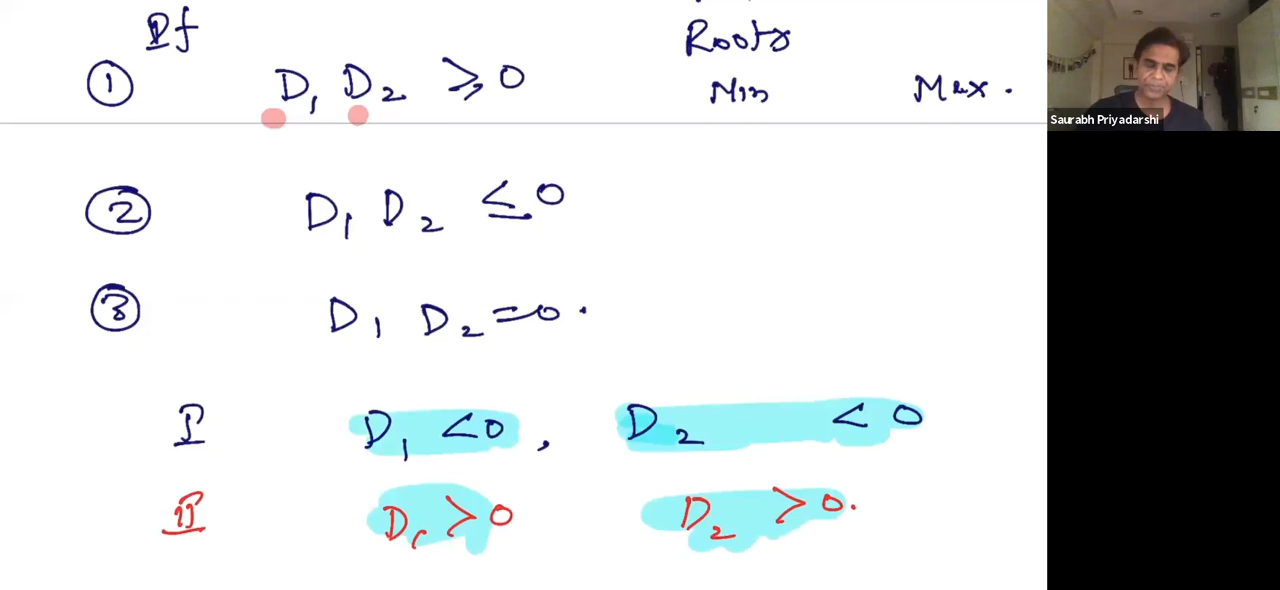 If
Roots
① D₁ D₂ ⩾ 0 Min Max.
Saurabh Priyadarshi
② D₁ D₂ ≤ 0
③ D₁ D₂ = 0.
I D₁ < 0, D₂ < 0
II D₁ > 0 D₂ > 0.